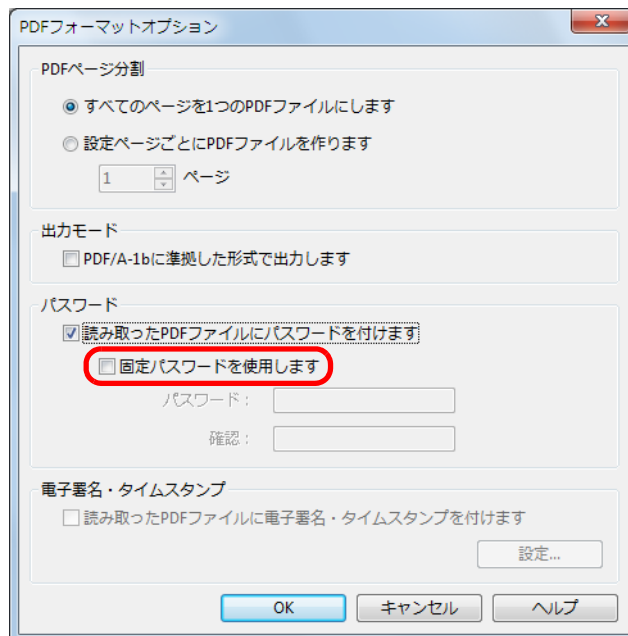 PDFフォーマットオプション
PDFページ分割
すべてのページを1つのPDFファイルにします
設定ページごとにPDFファイルを作ります
1 ページ
出力モード
PDF/A-1bに準拠した形式で出力します
パスワード
読み取ったPDFファイルにパスワードを付けます
固定パスワードを使用します
パスワード：
確認：
電子署名・タイムスタンプ
読み取ったPDFファイルに電子署名・タイムスタンプを付けます
設定...
OK キャンセル ヘルプ